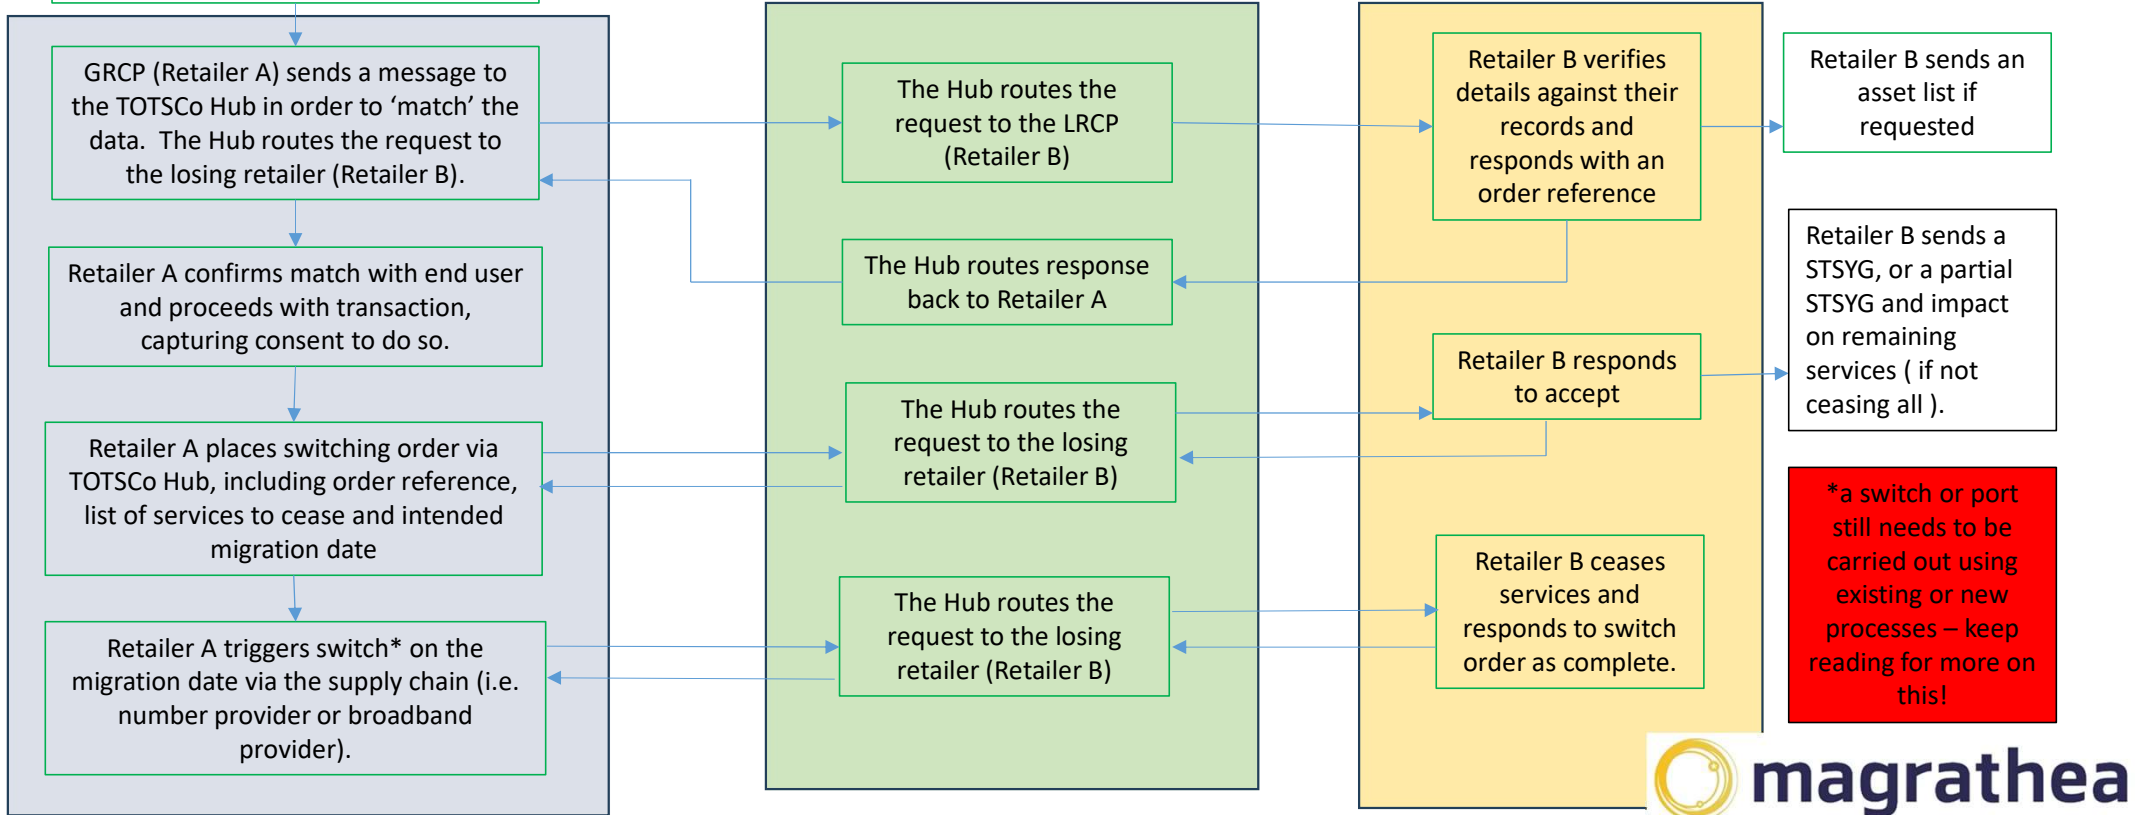 GRCP (Retailer A) sends a message to
the TOTSCo Hub in order to ‘match’ the
data.  The Hub routes the request to
the losing retailer (Retailer B).
Retailer A confirms match with end user
and proceeds with transaction,
capturing consent to do so.
Retailer A places switching order via
TOTSCo Hub, including order reference,
list of services to cease and intended
migration date
Retailer A triggers switch* on the
migration date via the supply chain (i.e.
number provider or broadband
provider).
The Hub routes the
request to the LRCP
(Retailer B)
The Hub routes response
back to Retailer A
The Hub routes the
request to the losing
retailer (Retailer B)
The Hub routes the
request to the losing
retailer (Retailer B)
Retailer B verifies
details against their
records and
responds with an
order reference
Retailer B responds
to accept
Retailer B ceases
services and
responds to switch
order as complete.
Retailer B sends an
asset list if
requested
Retailer B sends a
STSYG, or a partial
STSYG and impact
on remaining
services ( if not
ceasing all ).
*a switch or port
still needs to be
carried out using
existing or new
processes – keep
reading for more on
this!
magrathea